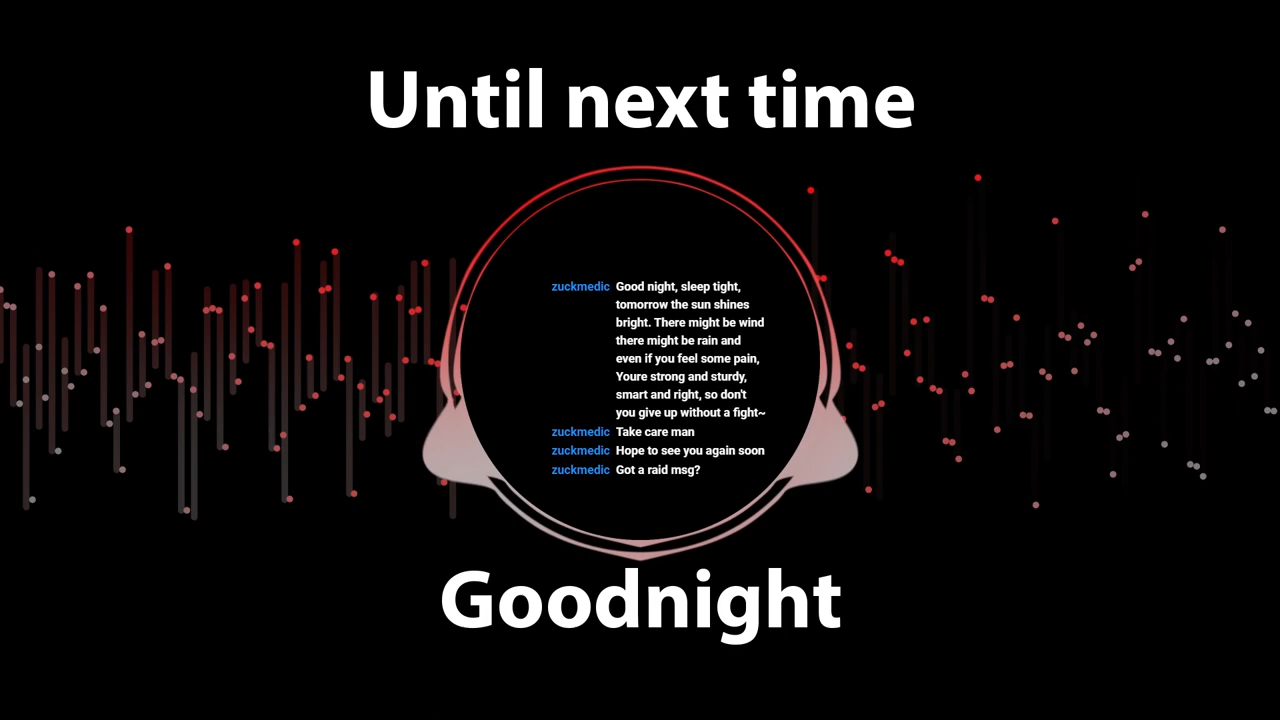 Until next time
zuckmedic Good night, sleep tight,
tomorrow the sun shines
bright. There might be wind
there might be rain and
even if you feel some pain,
Youre strong and sturdy,
smart and right, so don't
you give up without a fight~
zuckmedic Take care man
zuckmedic Hope to see you again soon
zuckmedic Got a raid msg?
Goodnight